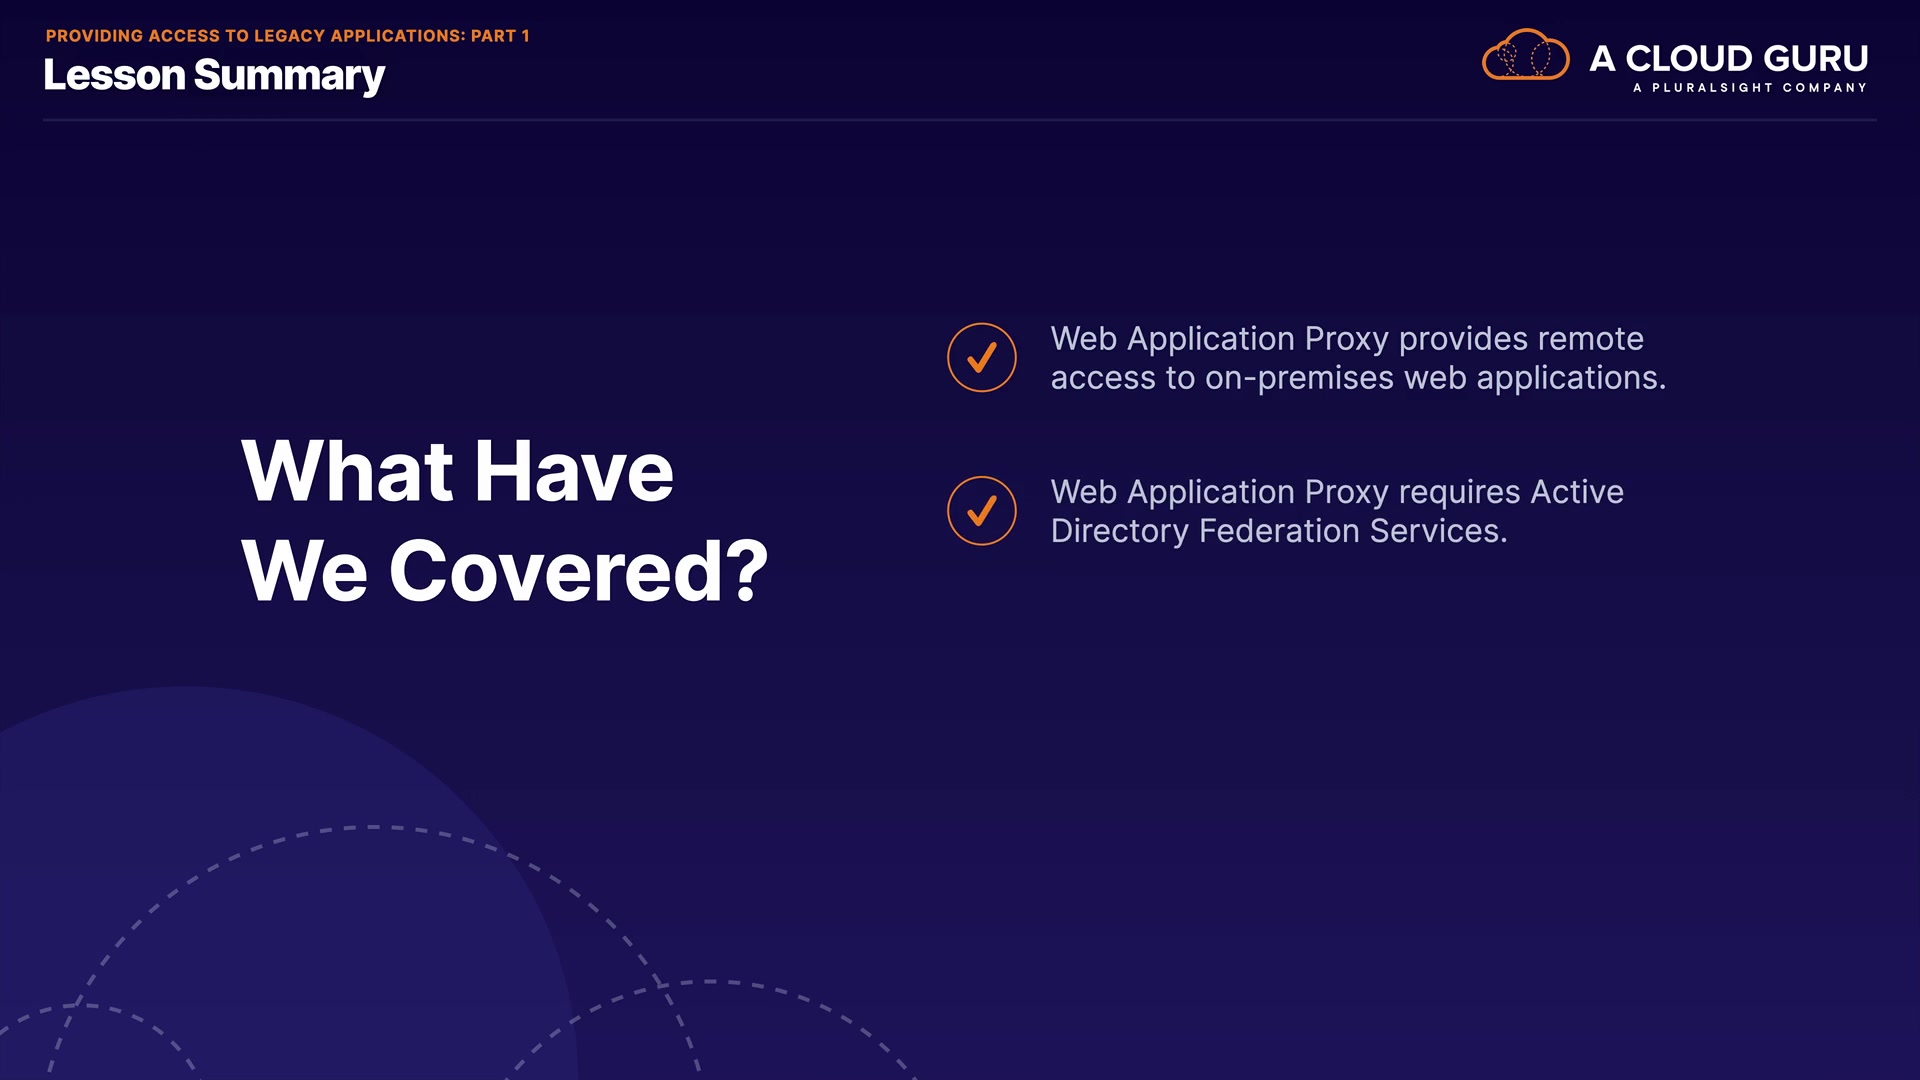 PROVIDING ACCESS TO LEGACY APPLICATIONS: PART 1
Lesson Summary
A CLOUD GURU
A PLURALSIGHT COMPANY
What Have
We Covered?
Web Application Proxy provides remote
access to on-premises web applications.
Web Application Proxy requires Active
Directory Federation Services.